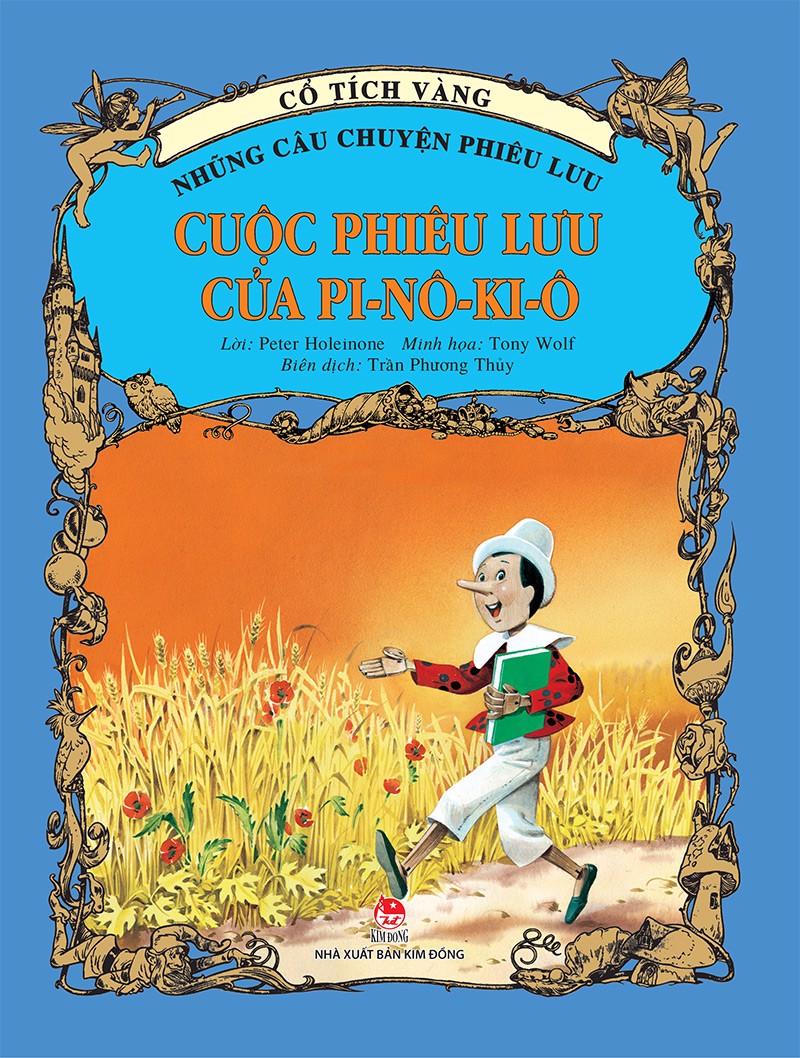 CỔ TÍCH VÀNG
NHỮNG CÂU CHUYỆN PHIÊU LƯU
CUỘC PHIÊU LƯU
CỦA PI-NÔ-KI-Ô
Lời: Peter Holeinone Minh họa: Tony Wolf
Biên dịch: Trần Phương Thủy
KIM ĐỒNG
NHÀ XUẤT BẢN KIM ĐỒNG